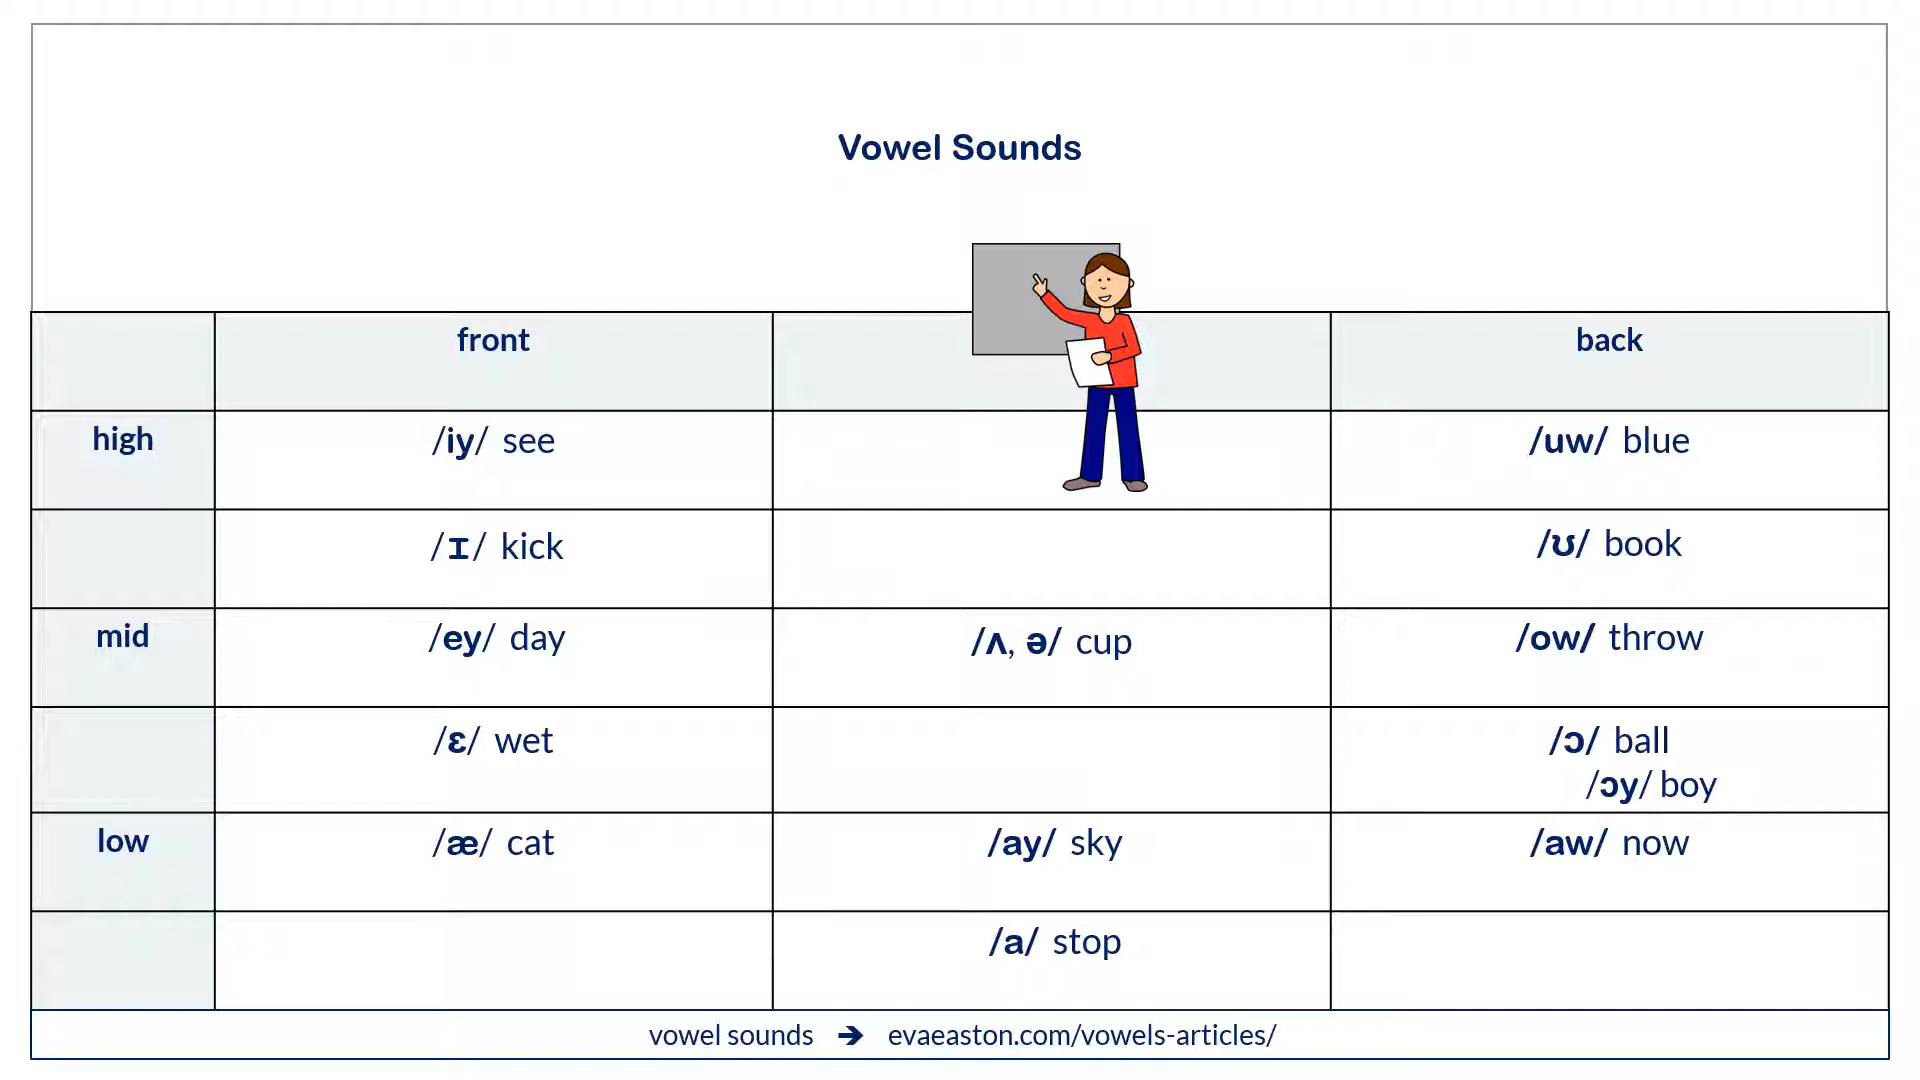 Vowel Sounds
front back
high /iy/ see /uw/ blue
/ɪ/ kick /ʊ/ book
mid /ey/ day /ʌ, ə/ cup /ow/ throw
/ɛ/ wet /ɔ/ ball
/ɔy/ boy
low /æ/ cat /ay/ sky /aw/ now
/a/ stop
vowel sounds ➔ evaeaston.com/vowels-articles/